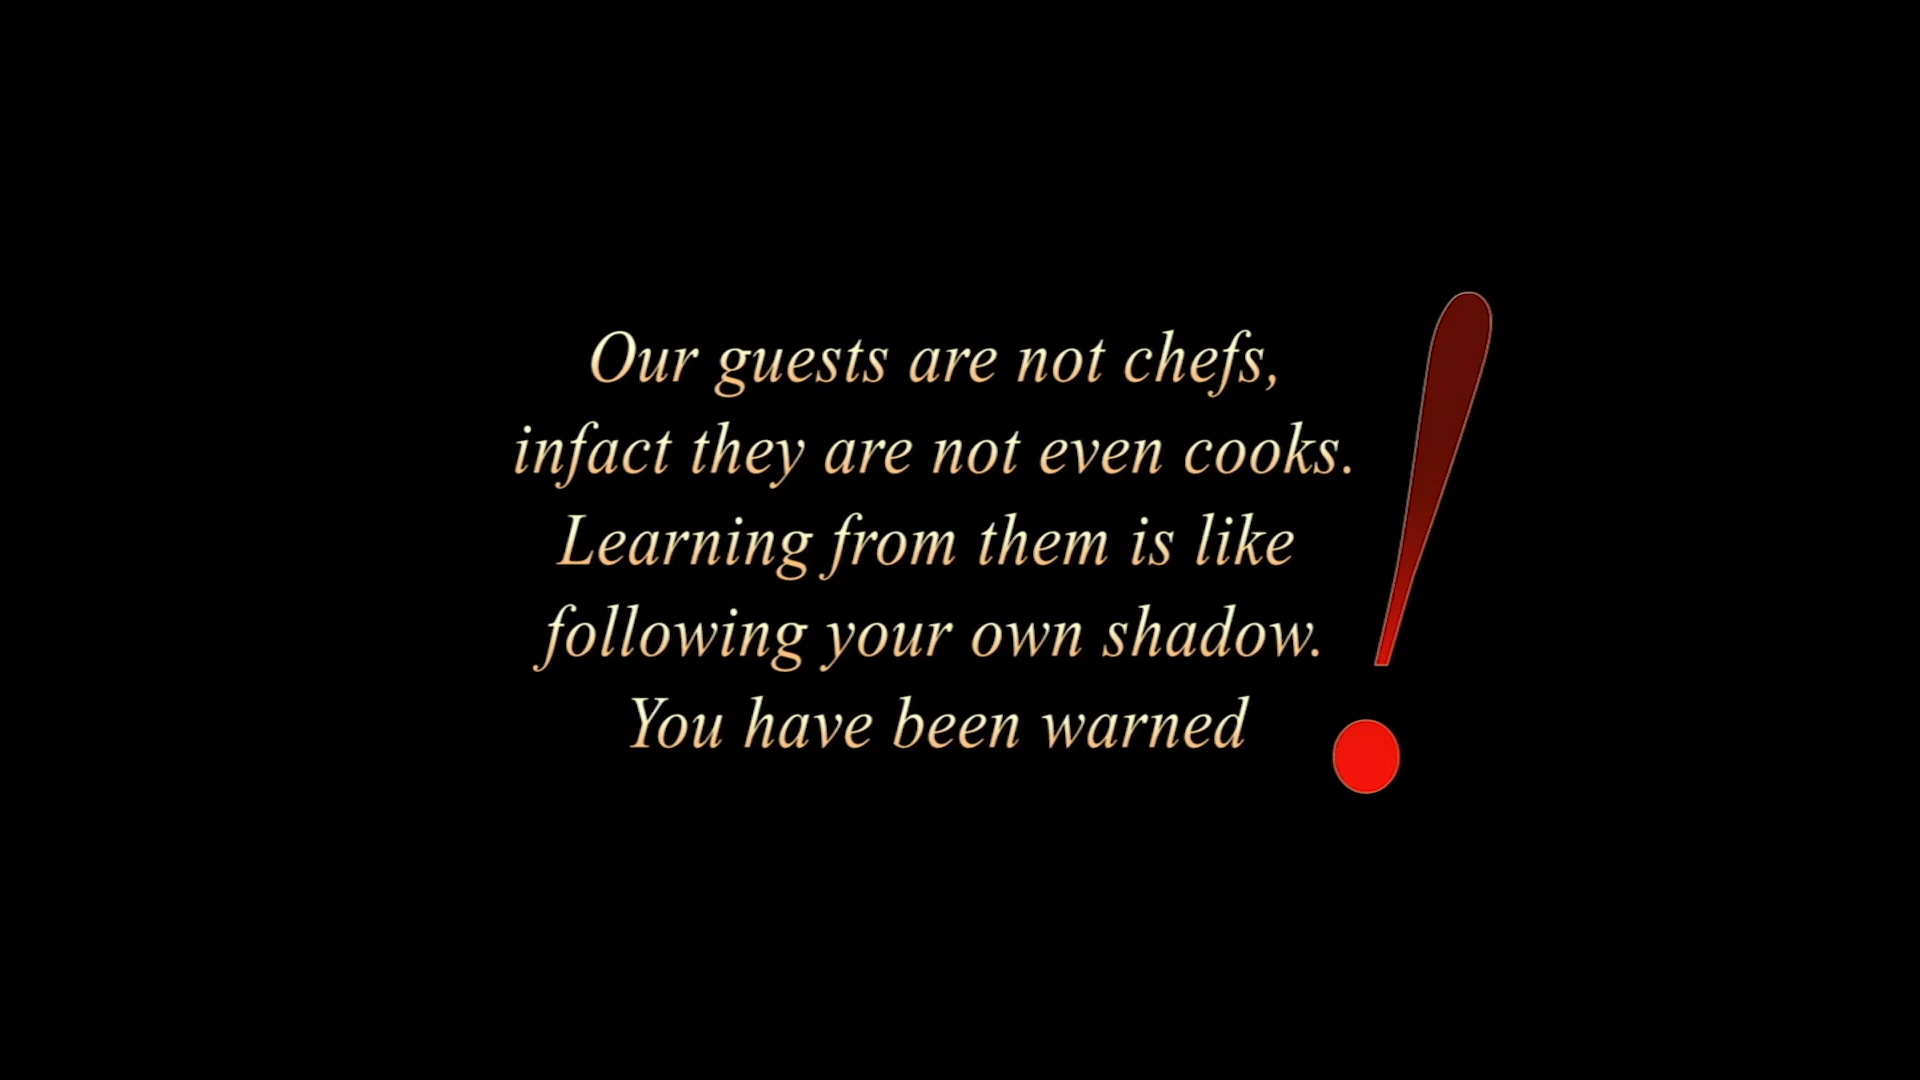 Our guests are not chefs,
infact they are not even cooks.
Learning from them is like
following your own shadow.
You have been warned!